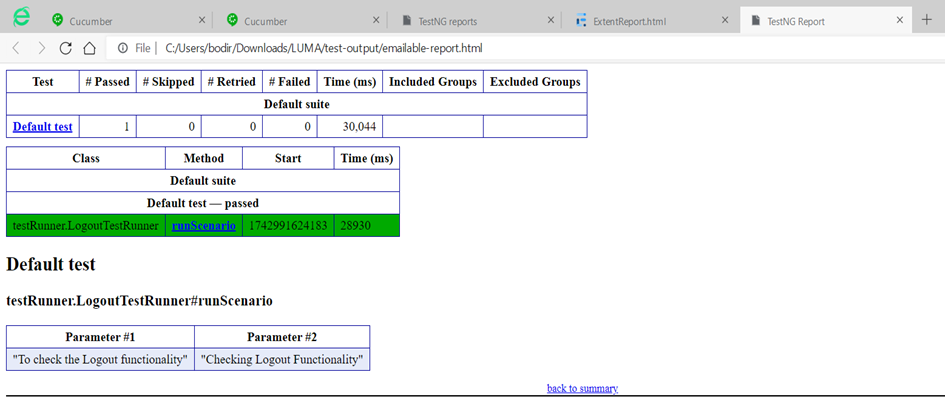 Cucumber Cucumber TestNG reports ExtentReport.html TestNG Report
File | C:/Users/bodir/Downloads/LUMA/test-output/emailable-report.html
Test # Passed # Skipped # Retried # Failed Time (ms) Included Groups Excluded Groups
Default suite
Default test 1 0 0 0 30,044
Class Method Start Time (ms)
Default suite
Default test — passed
testRunner.LogoutTestRunner runScenario 1742991624183 28930
Default test
testRunner.LogoutTestRunner#runScenario
Parameter #1 Parameter #2
"To check the Logout functionality" "Checking Logout Functionality"
back to summary